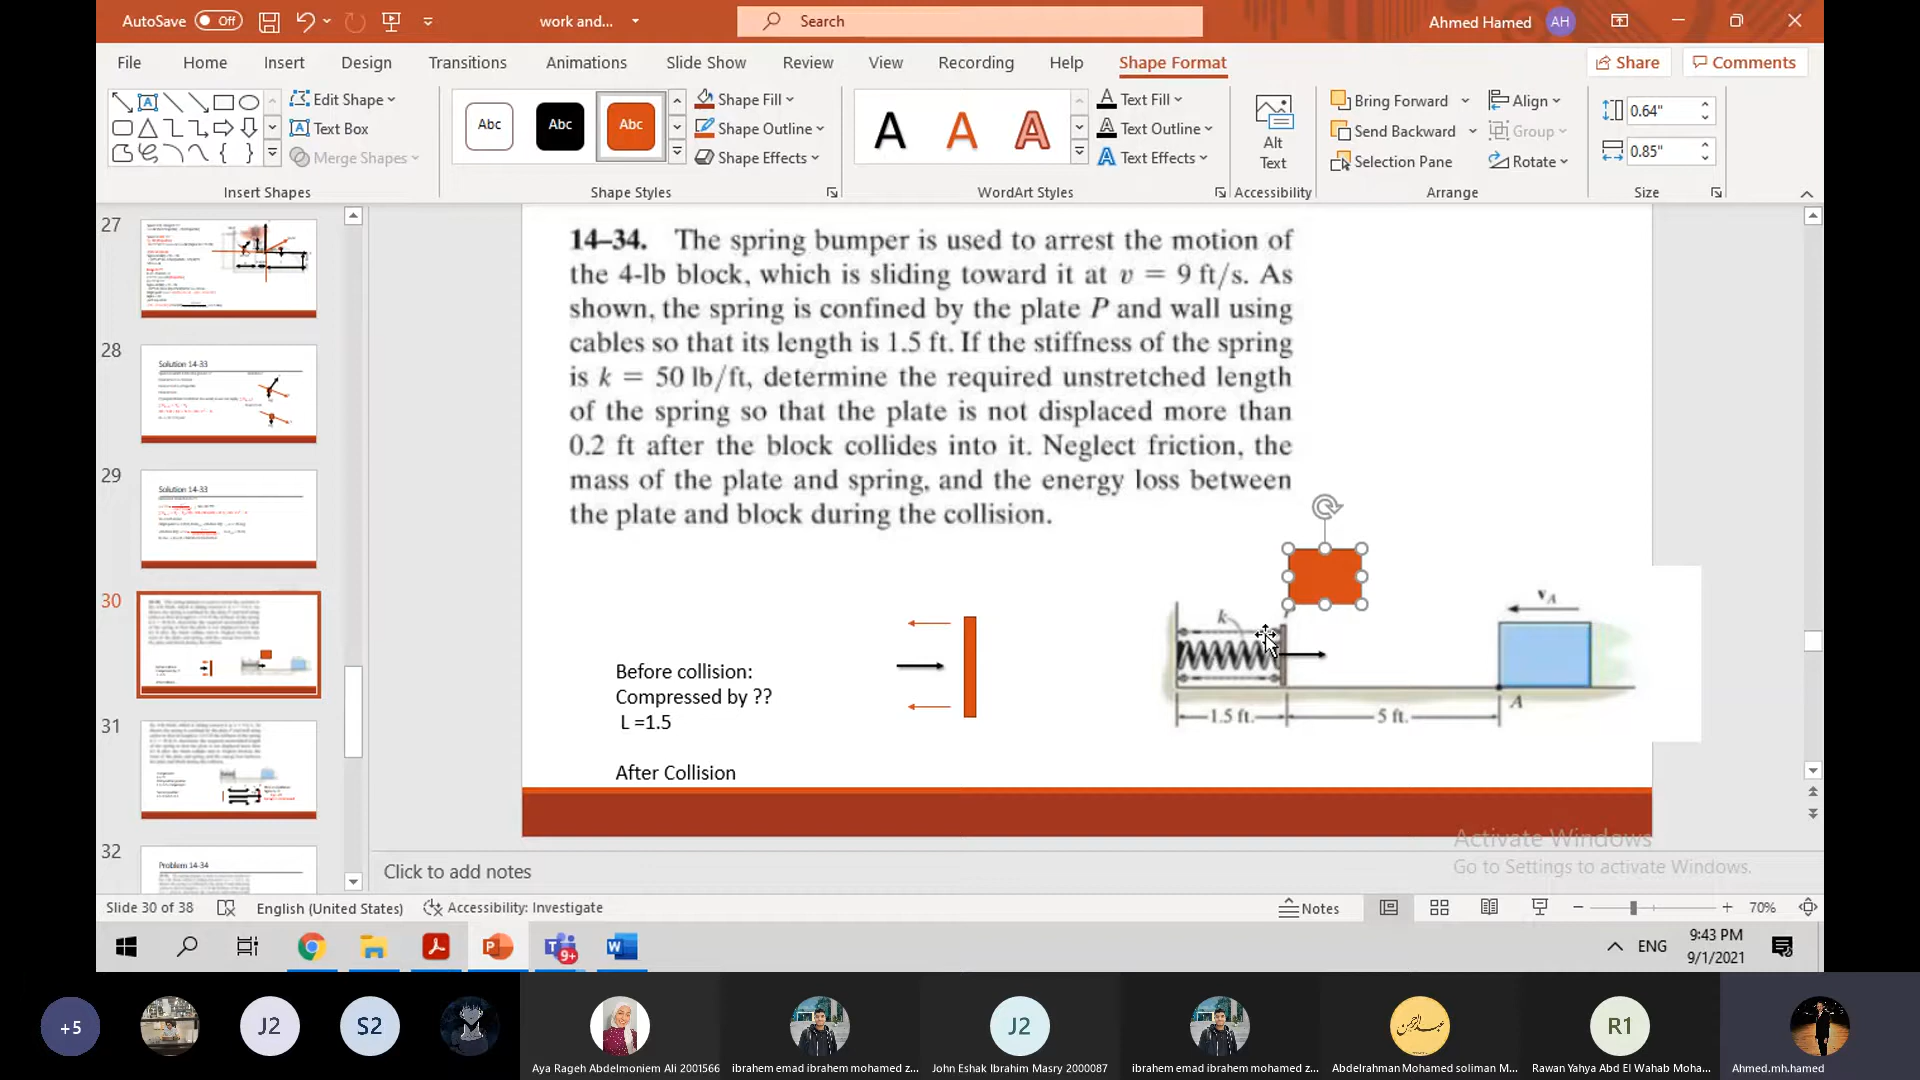 AutoSave Off
work and...
Search
Ahmed Hamed
AH
File Home Insert Design Transitions Animations Slide Show Review View Recording Help Shape Format
Share
Comments
Edit Shape
Text Box
Merge Shapes
Insert Shapes
Abc Abc Abc
Shape Fill
Shape Outline
Shape Effects
Shape Styles
A A A
Text Fill
Text Outline
Text Effects
WordArt Styles
Alt
Text
Accessibility
Bring Forward
Send Backward
Selection Pane
Align
Group
Rotate
Arrange
0.64"
0.85"
Size
27
28
Solution 14-33
29
Solution 14-33
30
31
32
Problem 14-34
14–34. The spring bumper is used to arrest the motion of
the 4-lb block, which is sliding toward it at v = 9 ft/s. As
shown, the spring is confined by the plate P and wall using
cables so that its length is 1.5 ft. If the stiffness of the spring
is k = 50 lb/ft, determine the required unstretched length
of the spring so that the plate is not displaced more than
0.2 ft after the block collides into it. Neglect friction, the
mass of the plate and spring, and the energy loss between
the plate and block during the collision.
Before collision:
Compressed by ??
L =1.5
After Collision
k
vA
A
1.5 ft.
5 ft.
Activate Windows
Go to Settings to activate Windows.
Click to add notes
Slide 30 of 38
English (United States)
Accessibility: Investigate
Notes
70%
9+
ENG
9:43 PM
9/1/2021
+5
J2
S2
J2
عبدالرحمن
R1
Aya Rageh Abdelmoniem Ali 2001566
ibrahem emad ibrahem mohamed z...
John Eshak Ibrahim Masry 2000087
ibrahem emad ibrahem mohamed z...
Abdelrahman Mohamed soliman M...
Rawan Yahya Abd El Wahab Moha...
Ahmed.mh.hamed